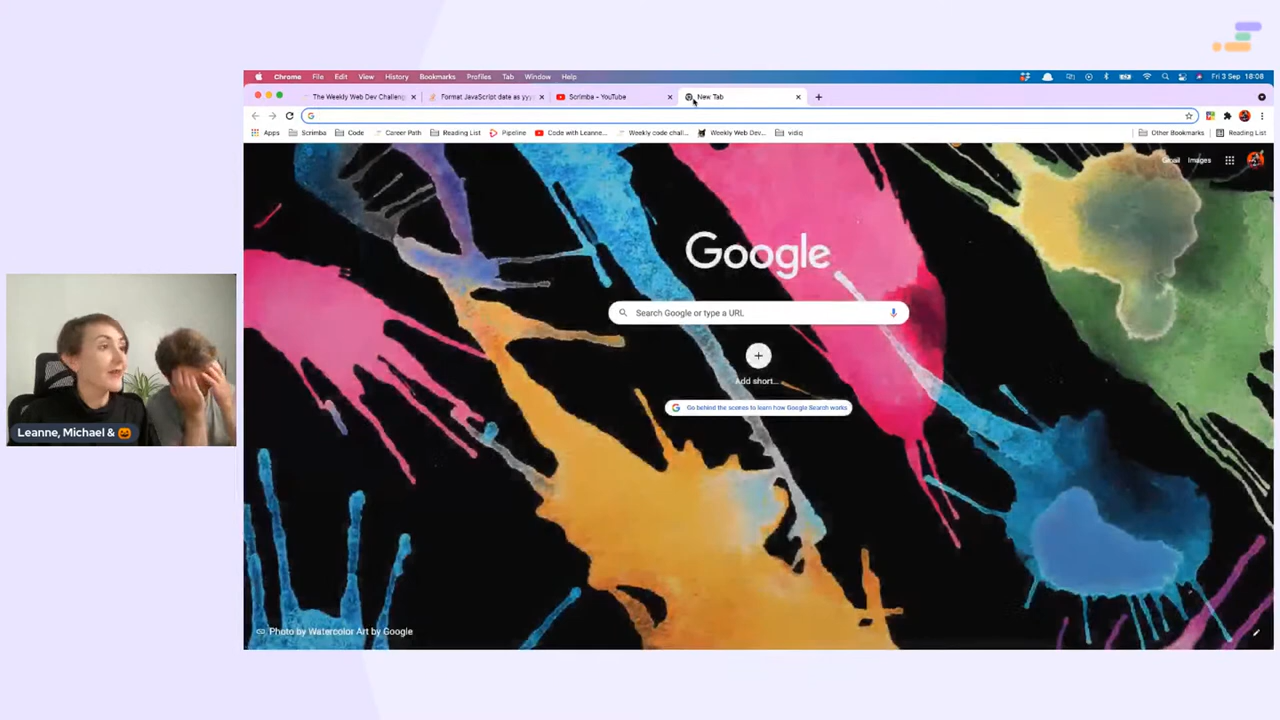 Chrome File Edit View History Bookmarks Profiles Tab Window Help Fri 3 Sep 18:08
The Weekly Web Dev Challeng Format JavaScript date as yyy Scrimba - YouTube New Tab
Apps Scrimba Code Career Path Reading List Pipeline Code with Leanne... Weekly code chall... Weekly Web Dev... vidiq Other Bookmarks Reading List
Gmail Images
Google
Search Google or type a URL
Add short...
Go behind the scenes to learn how Google Search works
Leanne, Michael & 🎃
Photo by Watercolor Art by Google